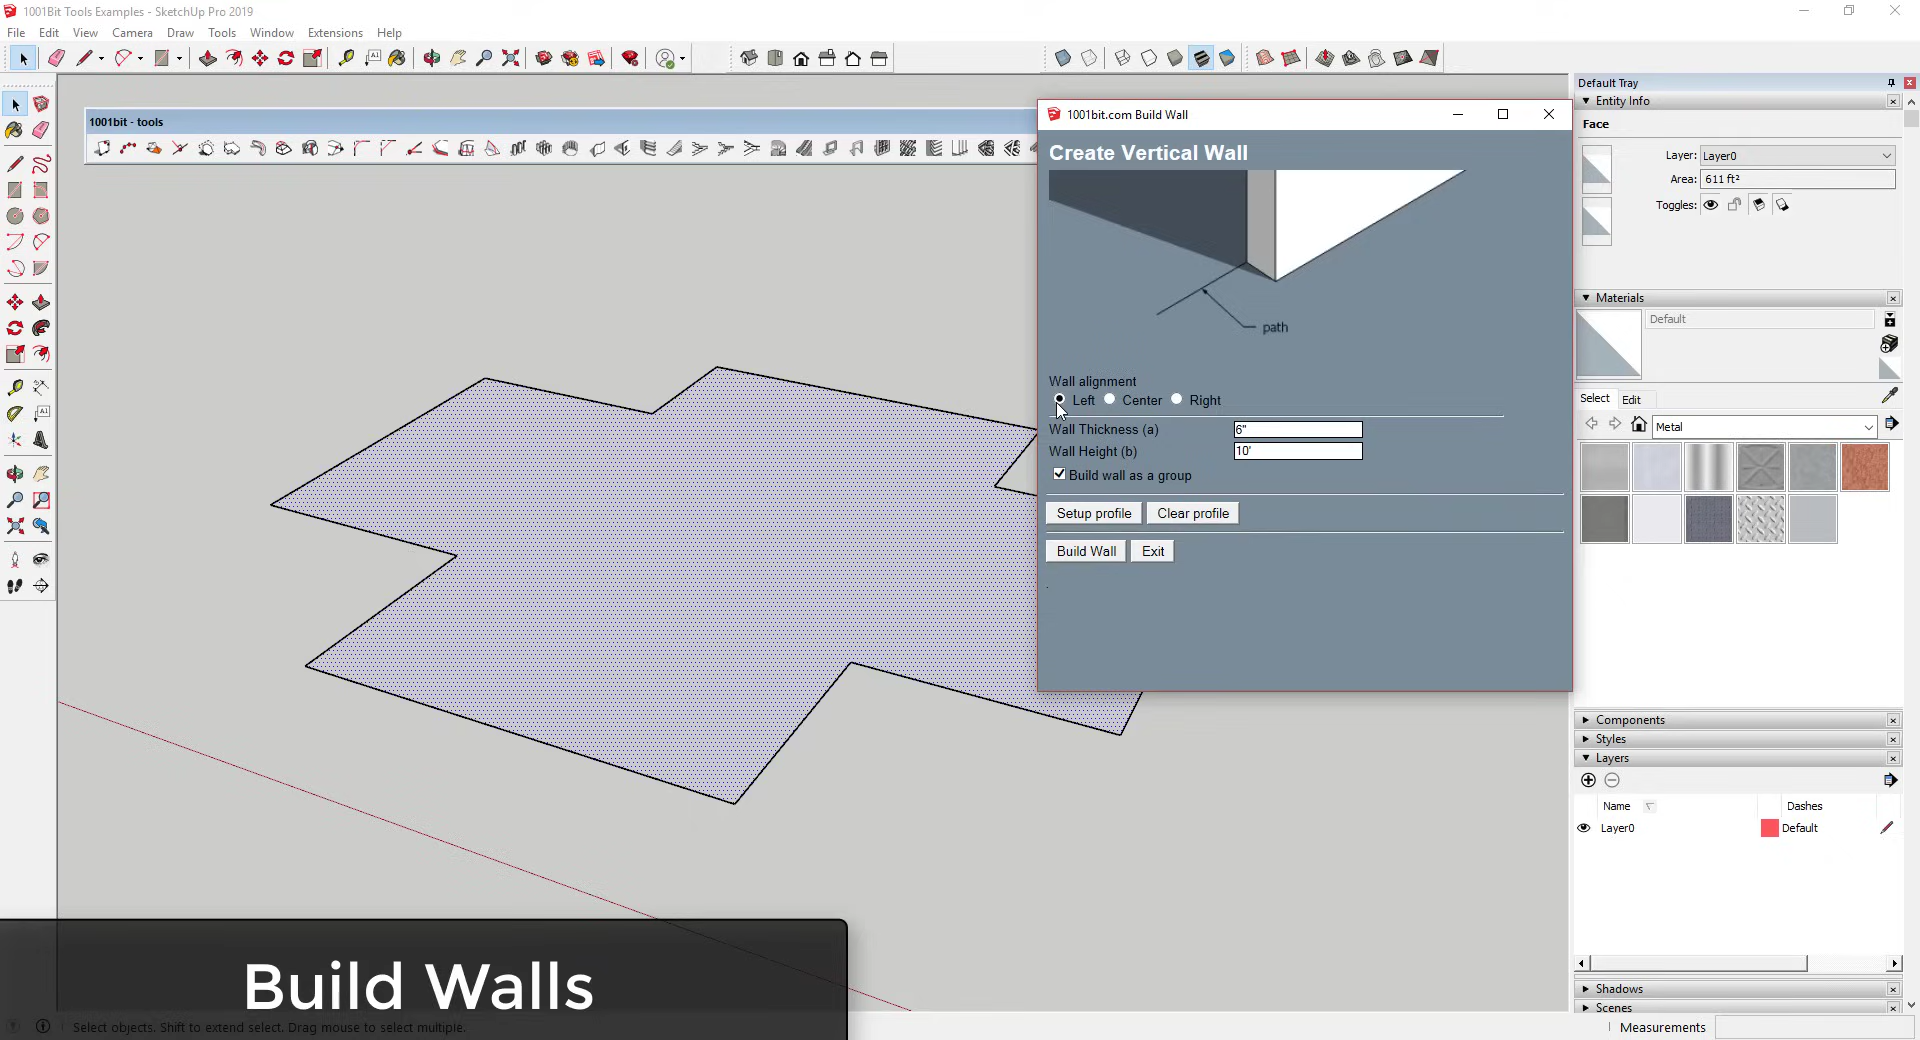 1001Bit Tools Examples - SketchUp Pro 2019
File Edit View Camera Draw Tools Window Extensions Help
Default Tray
Entity Info
Face
Layer: Layer0
Area: 611 ft²
Toggles:
1001bit - tools
1001bit.com Build Wall
Create Vertical Wall
path
Wall alignment
Left Center Right
Wall Thickness (a) 6"
Wall Height (b) 10'
Build wall as a group
Setup profile Clear profile
Build Wall Exit
Materials
Default
Select Edit
Metal
Components
Styles
Layers
Name Dashes
Layer0 Default
Shadows
Scenes
Build Walls
Select objects. Shift to extend select. Drag mouse to select multiple.
Measurements